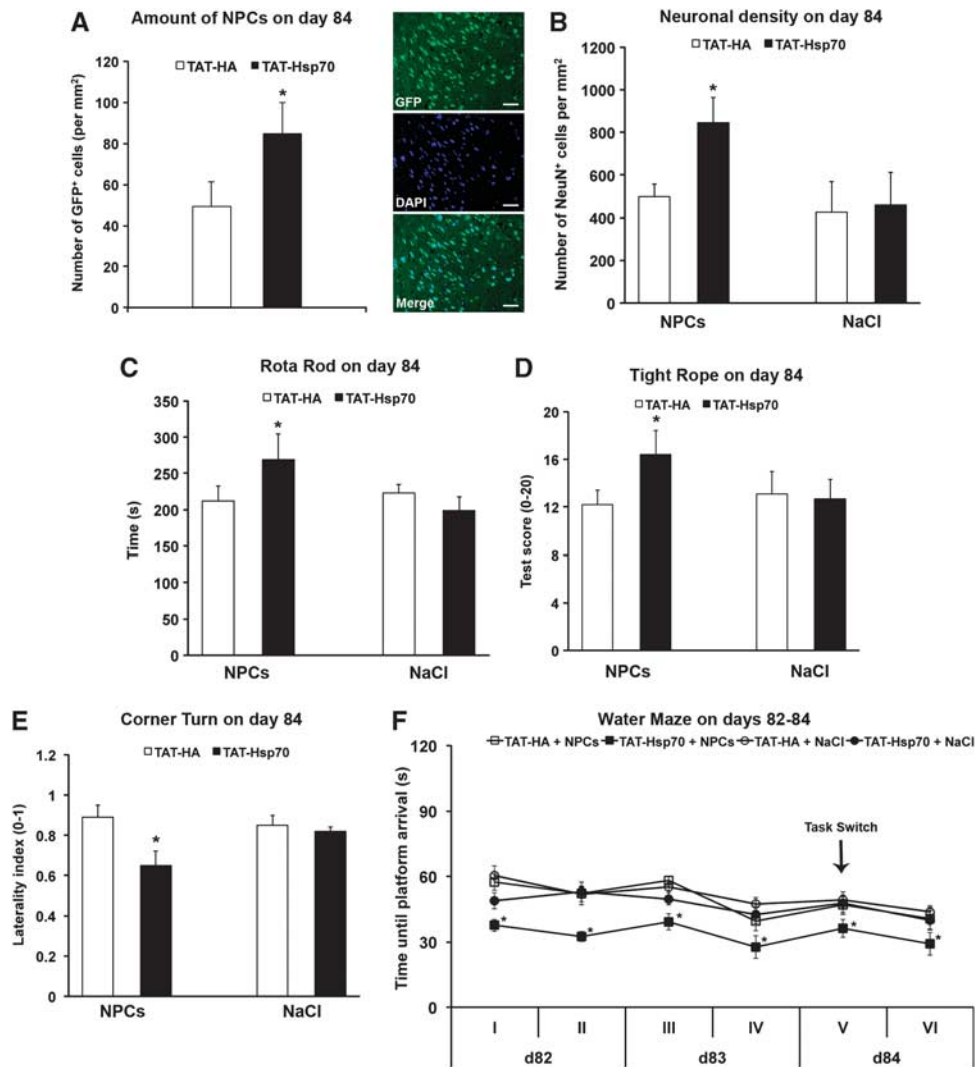 A
Amount of NPCs on day 84
TAT-HA TAT-Hsp70
Number of GFP⁺ cells (per mm²)
120
100
80
60
40
20
0
*
GFP
DAPI
Merge
B
Neuronal density on day 84
TAT-HA TAT-Hsp70
Number of NeuN⁺ cells per mm²
1200
1000
800
600
400
200
0
*
NPCs NaCl
C
Rota Rod on day 84
TAT-HA TAT-Hsp70
Time (s)
350
300
250
200
150
100
50
0
*
NPCs NaCl
D
Tight Rope on day 84
TAT-HA TAT-Hsp70
Test score (0-20)
20
16
12
8
4
0
*
NPCs NaCl
E
Corner Turn on day 84
TAT-HA TAT-Hsp70
Laterality index (0-1)
1.2
1
0.8
0.6
0.4
0.2
0
*
NPCs NaCl
F
Water Maze on days 82-84
TAT-HA + NPCs TAT-Hsp70 + NPCs TAT-HA + NaCl TAT-Hsp70 + NaCl
Time until platform arrival (s)
120
90
60
30
0
Task Switch
* * * * * *
I II III IV V VI
d82 d83 d84